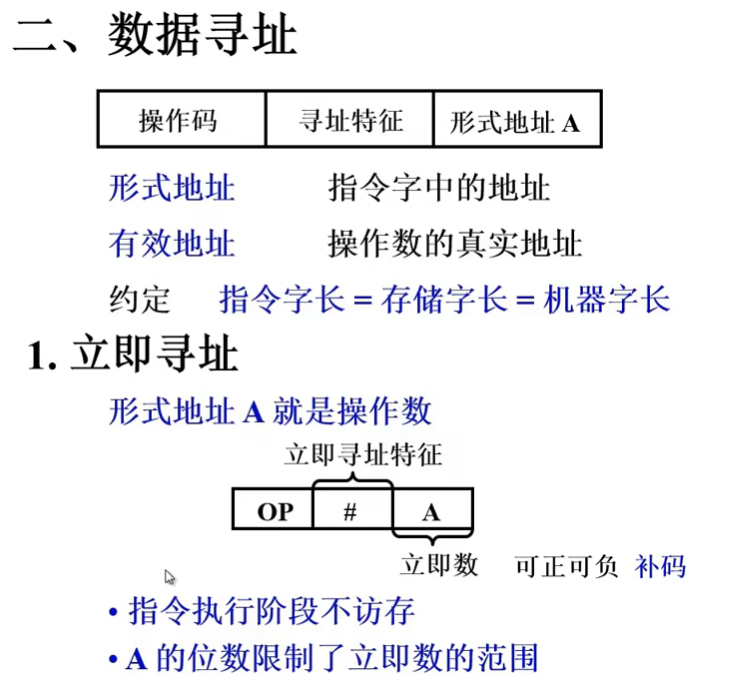 二、数据寻址
操作码 寻址特征 形式地址 A
形式地址 指令字中的地址
有效地址 操作数的真实地址
约定 指令字长 = 存储字长 = 机器字长
1. 立即寻址
形式地址 A 就是操作数
立即寻址特征
OP # A
立即数 可正可负 补码
• 指令执行阶段不访存
• A 的位数限制了立即数的范围